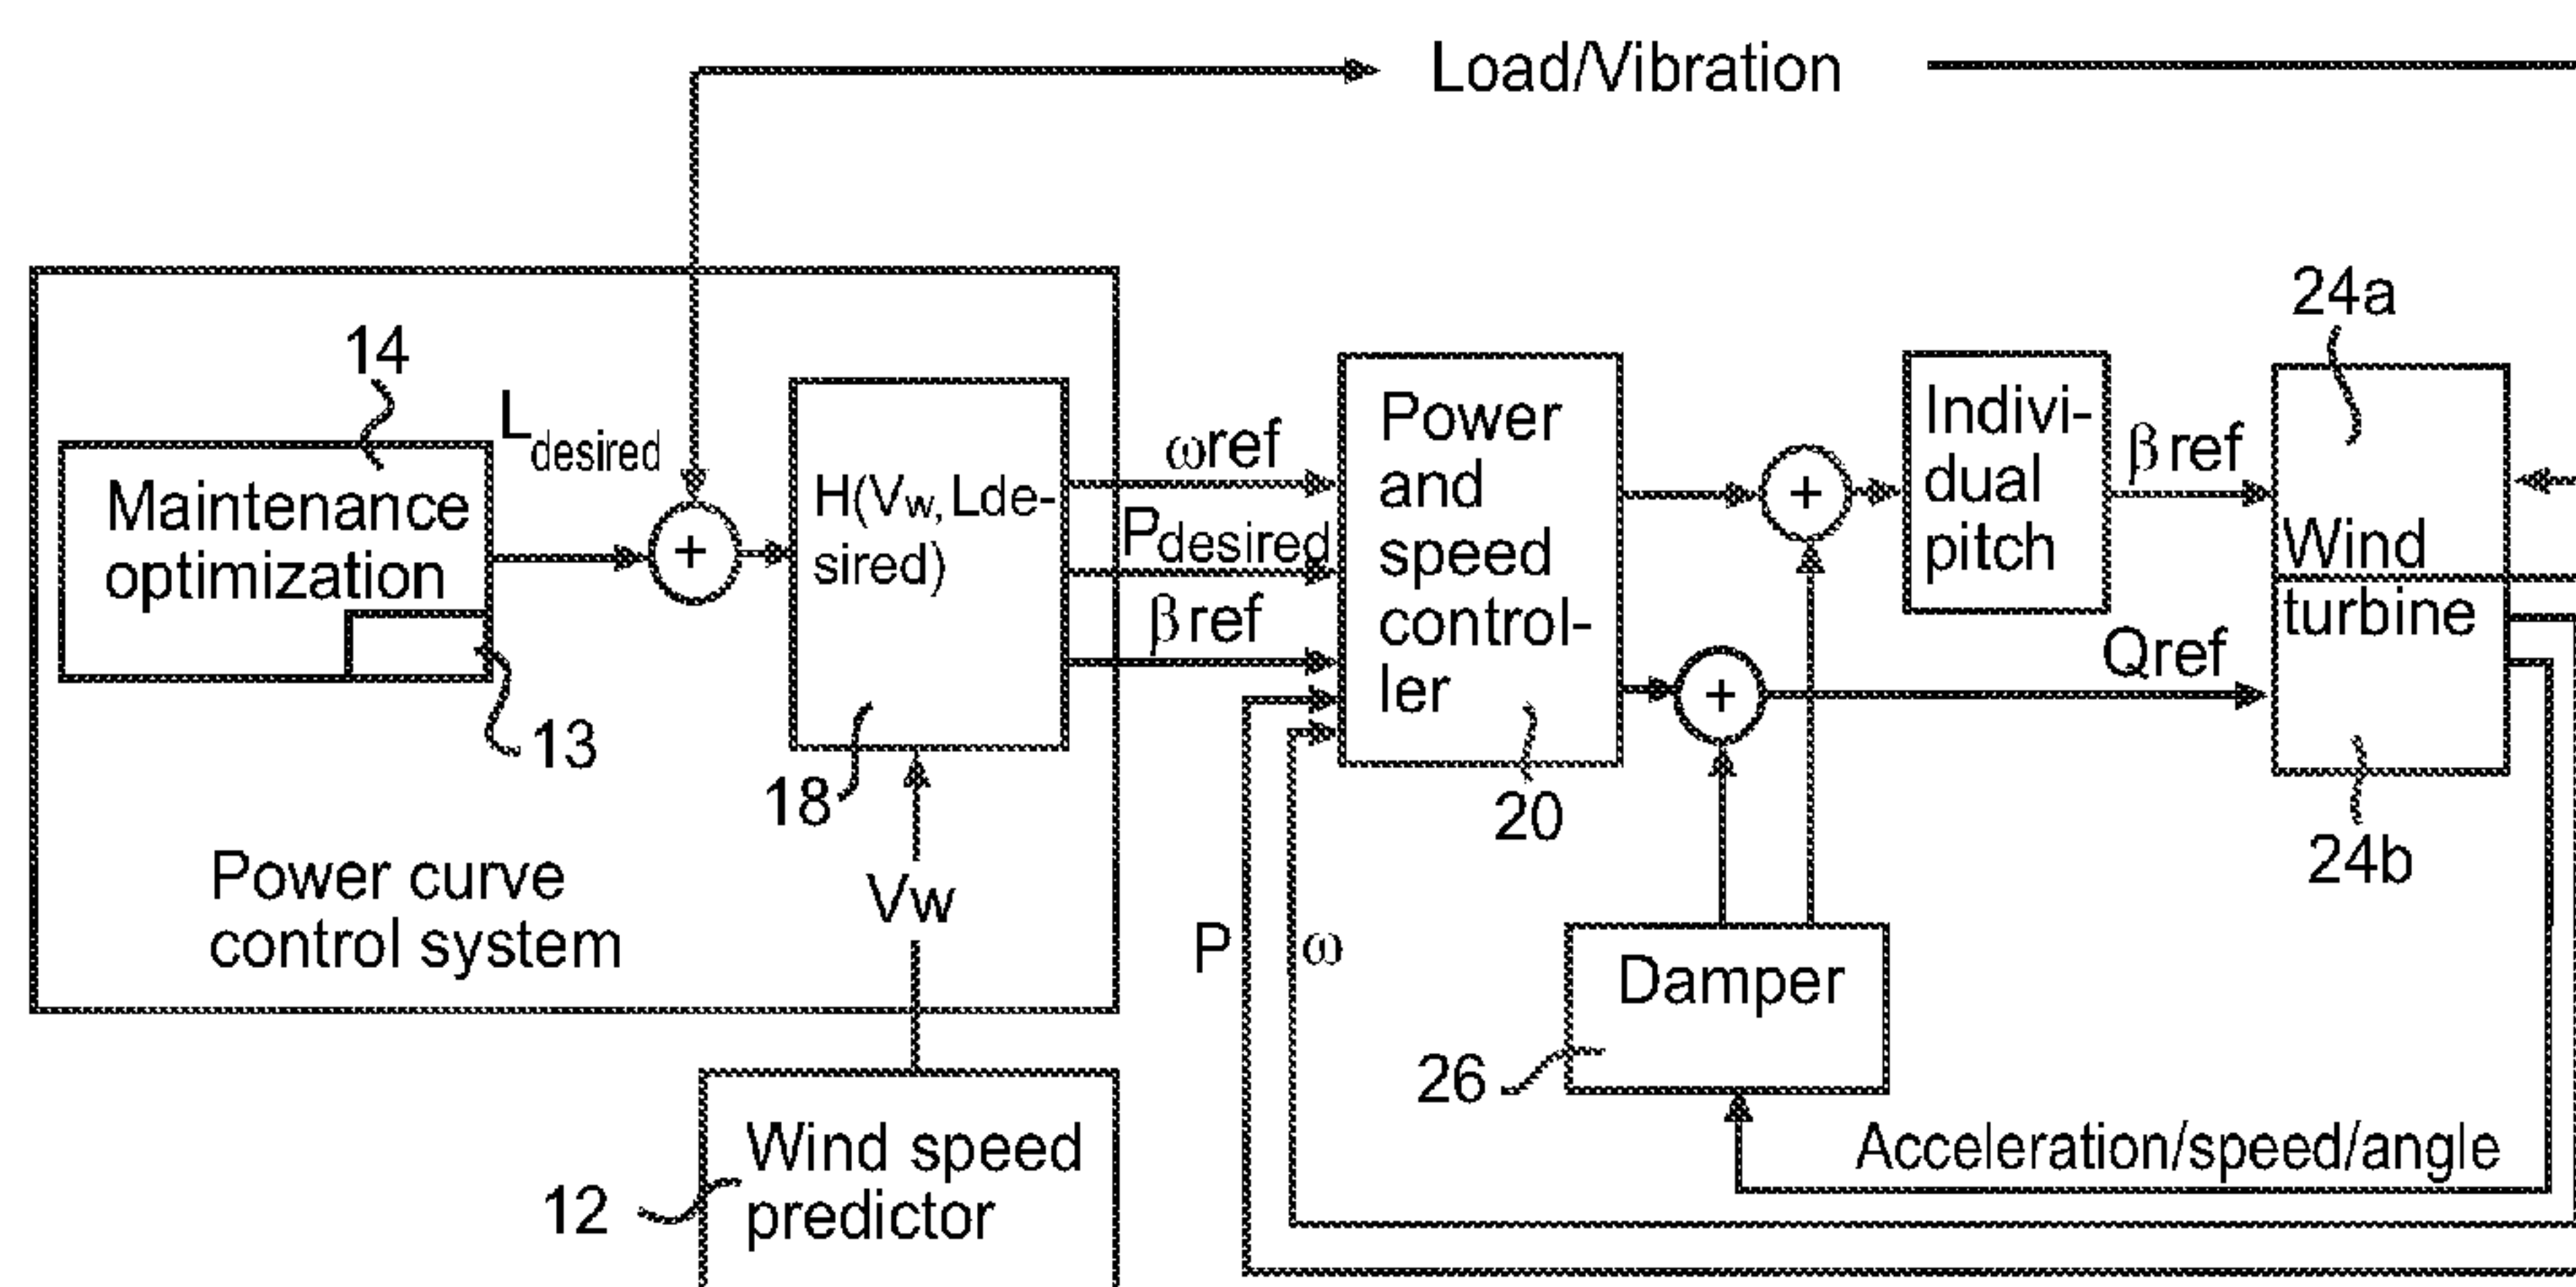 Load/Vibration
14
L desired
Maintenance
optimization
+
H(Vw, Lde-
sired)
13
18
Power curve
control system
Vw
12
Wind speed
predictor
ωref
Pdesired
βref
P
ω
Power
and
speed
control-
ler
20
+
+
Indivi-
dual
pitch
βref
Qref
24a
Wind
turbine
24b
Damper
26
Acceleration/speed/angle